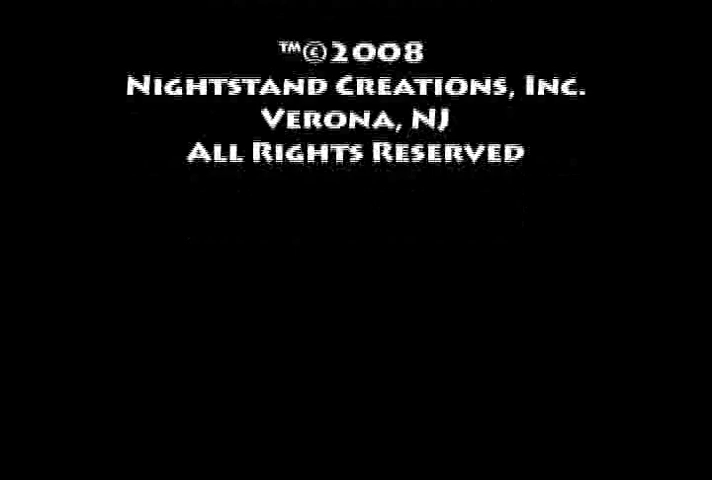 ™©2008
Nightstand Creations, Inc.
Verona, NJ
All Rights Reserved